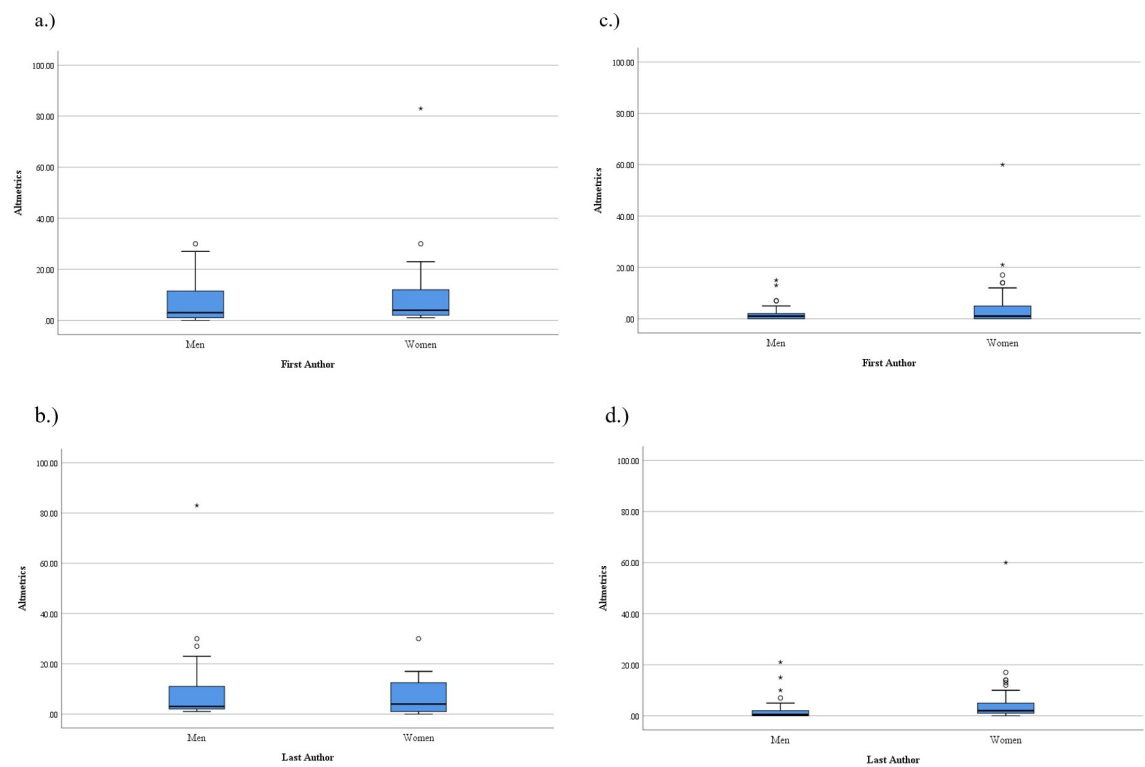 a.)
100.00
80.00
60.00
40.00
20.00
.00
Altmetrics
Men Women
First Author
c.)
100.00
80.00
60.00
40.00
20.00
.00
Altmetrics
Men Women
First Author
b.)
100.00
80.00
60.00
40.00
20.00
.00
Altmetrics
Men Women
Last Author
d.)
100.00
80.00
60.00
40.00
20.00
.00
Altmetrics
Men Women
Last Author